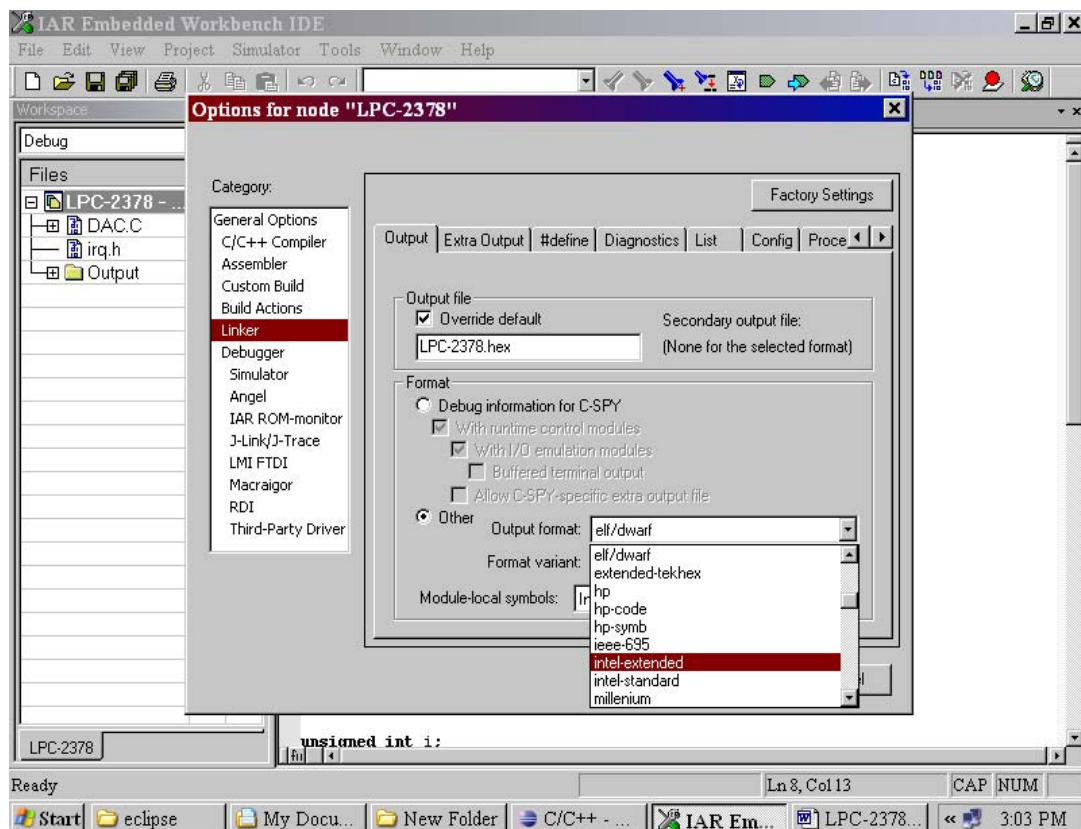 IAR Embedded Workbench IDE
File Edit View Project Simulator Tools Window Help
Workspace
Debug
Files
LPC-2378 - ...
DAC.C
irq.h
Output
LPC-2378
Options for node "LPC-2378"
Category:
General Options
C/C++ Compiler
Assembler
Custom Build
Build Actions
Linker
Debugger
Simulator
Angel
IAR ROM-monitor
J-Link/J-Trace
LMI FTDI
Macraigor
RDI
Third-Party Driver
Factory Settings
Output Extra Output #define Diagnostics List Config Proce
Output file
Override default
LPC-2378.hex
Secondary output file:
(None for the selected format)
Format
Debug information for C-SPY
With runtime control modules
With I/O emulation modules
Buffered terminal output
Allow C-SPY-specific extra output file
Other
Output format: elf/dwarf
Format variant:
Module-local symbols:
elf/dwarf
extended-tekhex
hp
hp-code
hp-symb
ieee-695
intel-extended
intel-standard
millenium
unsigned int i;
Ready Ln 8, Col 13 CAP NUM
Start eclipse My Docu... New Folder C/C++ - ... IAR Em... LPC-2378... « 3:03 PM